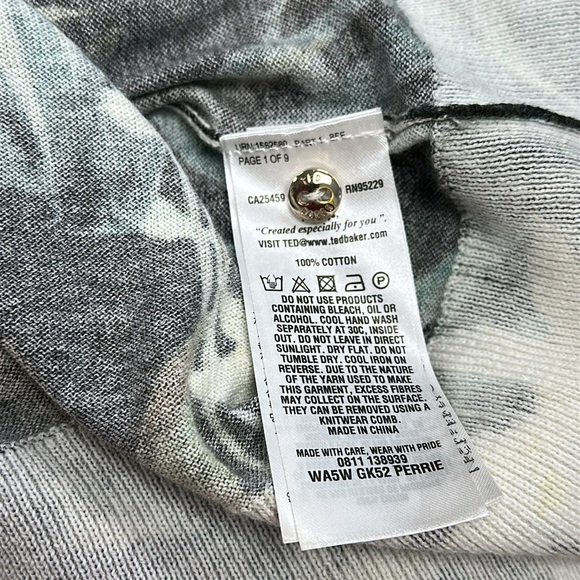 PAGE 1 OF 9
CA25459 RN95229
"Created especially for you".
VISIT TED@www.tedbaker.com
100% COTTON
DO NOT USE PRODUCTS
CONTAINING BLEACH, OIL OR
ALCOHOL. COOL HAND WASH
SEPARATELY AT 30C, INSIDE
OUT. DO NOT LEAVE IN DIRECT
SUNLIGHT. DRY FLAT. DO NOT
TUMBLE DRY. COOL IRON ON
REVERSE. DUE TO THE NATURE
OF THE YARN USED TO MAKE
THIS GARMENT, EXCESS FIBRES
MAY COLLECT ON THE SURFACE.
THEY CAN BE REMOVED USING A
KNITWEAR COMB.
MADE IN CHINA
MADE WITH CARE, WEAR WITH PRIDE
0811 138939
WA5W GK52 PERRIE